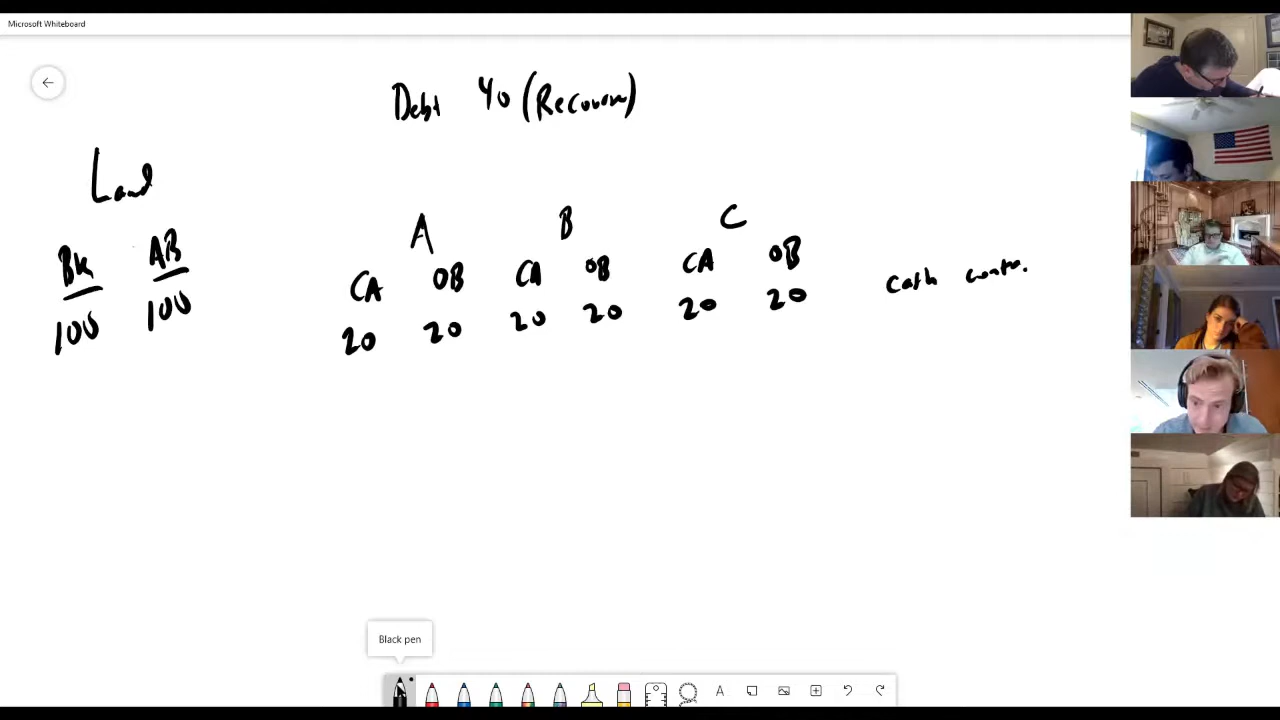 Microsoft Whiteboard
Debt 40 (Recourse)
Land
A B C
BK AB CA OB CA OB CA OB cash contr.
100 100 20 20 20 20 20 20
Black pen
A